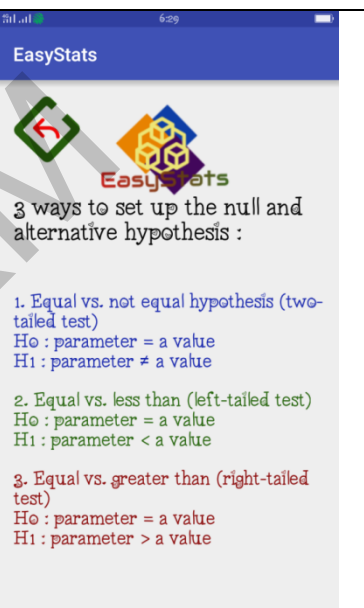 6:29
EasyStats
EasyStats
3 ways to set up the null and
alternative hypothesis :
1. Equal vs. not equal hypothesis (two-
tailed test)
Ho : parameter = a value
H1 : parameter ≠ a value
2. Equal vs. less than (left-tailed test)
Ho : parameter = a value
H1 : parameter < a value
3. Equal vs. greater than (right-tailed
test)
Ho : parameter = a value
H1 : parameter > a value